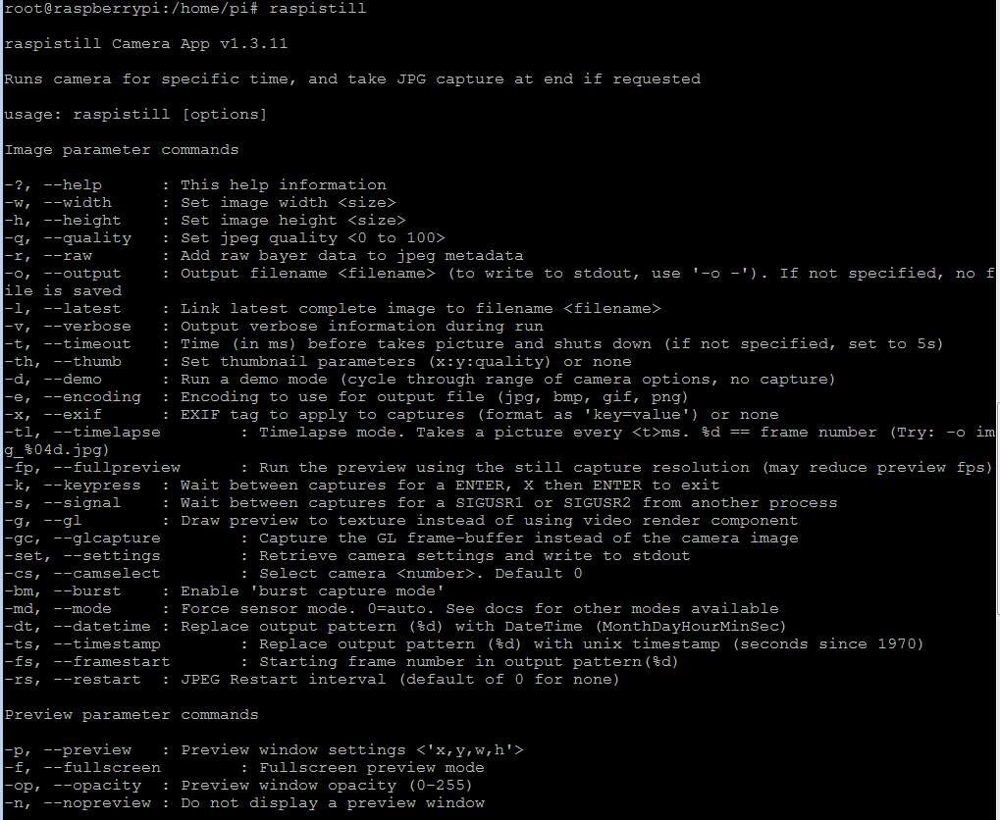 root@raspberrypi:/home/pi# raspistill
raspistill Camera App v1.3.11
Runs camera for specific time, and take JPG capture at end if requested
usage: raspistill [options]
Image parameter commands
-?, --help      : This help information
-w, --width     : Set image width <size>
-h, --height    : Set image height <size>
-q, --quality   : Set jpeg quality <0 to 100>
-r, --raw       : Add raw bayer data to jpeg metadata
-o, --output    : Output filename <filename> (to write to stdout, use '-o -'). If not specified, no f
ile is saved
-l, --latest    : Link latest complete image to filename <filename>
-v, --verbose   : Output verbose information during run
-t, --timeout   : Time (in ms) before takes picture and shuts down (if not specified, set to 5s)
-th, --thumb    : Set thumbnail parameters (x:y:quality) or none
-d, --demo      : Run a demo mode (cycle through range of camera options, no capture)
-e, --encoding  : Encoding to use for output file (jpg, bmp, gif, png)
-x, --exif      : EXIF tag to apply to captures (format as 'key=value') or none
-tl, --timelapse        : Timelapse mode. Takes a picture every <t>ms. %d == frame number (Try: -o im
g_%04d.jpg)
-fp, --fullpreview      : Run the preview using the still capture resolution (may reduce preview fps)
-k, --keypress  : Wait between captures for a ENTER, X then ENTER to exit
-s, --signal    : Wait between captures for a SIGUSR1 or SIGUSR2 from another process
-g, --gl        : Draw preview to texture instead of using video render component
-gc, --glcapture        : Capture the GL frame-buffer instead of the camera image
-set, --settings        : Retrieve camera settings and write to stdout
-cs, --camselect        : Select camera <number>. Default 0
-bm, --burst    : Enable 'burst capture mode'
-md, --mode     : Force sensor mode. 0=auto. See docs for other modes available
-dt, --datetime : Replace output pattern (%d) with DateTime (MonthDayHourMinSec)
-ts, --timestamp        : Replace output pattern (%d) with unix timestamp (seconds since 1970)
-fs, --framestart       : Starting frame number in output pattern(%d)
-rs, --restart  : JPEG Restart interval (default of 0 for none)
Preview parameter commands
-p, --preview   : Preview window settings <'x,y,w,h'>
-f, --fullscreen        : Fullscreen preview mode
-op, --opacity  : Preview window opacity (0-255)
-n, --nopreview : Do not display a preview window